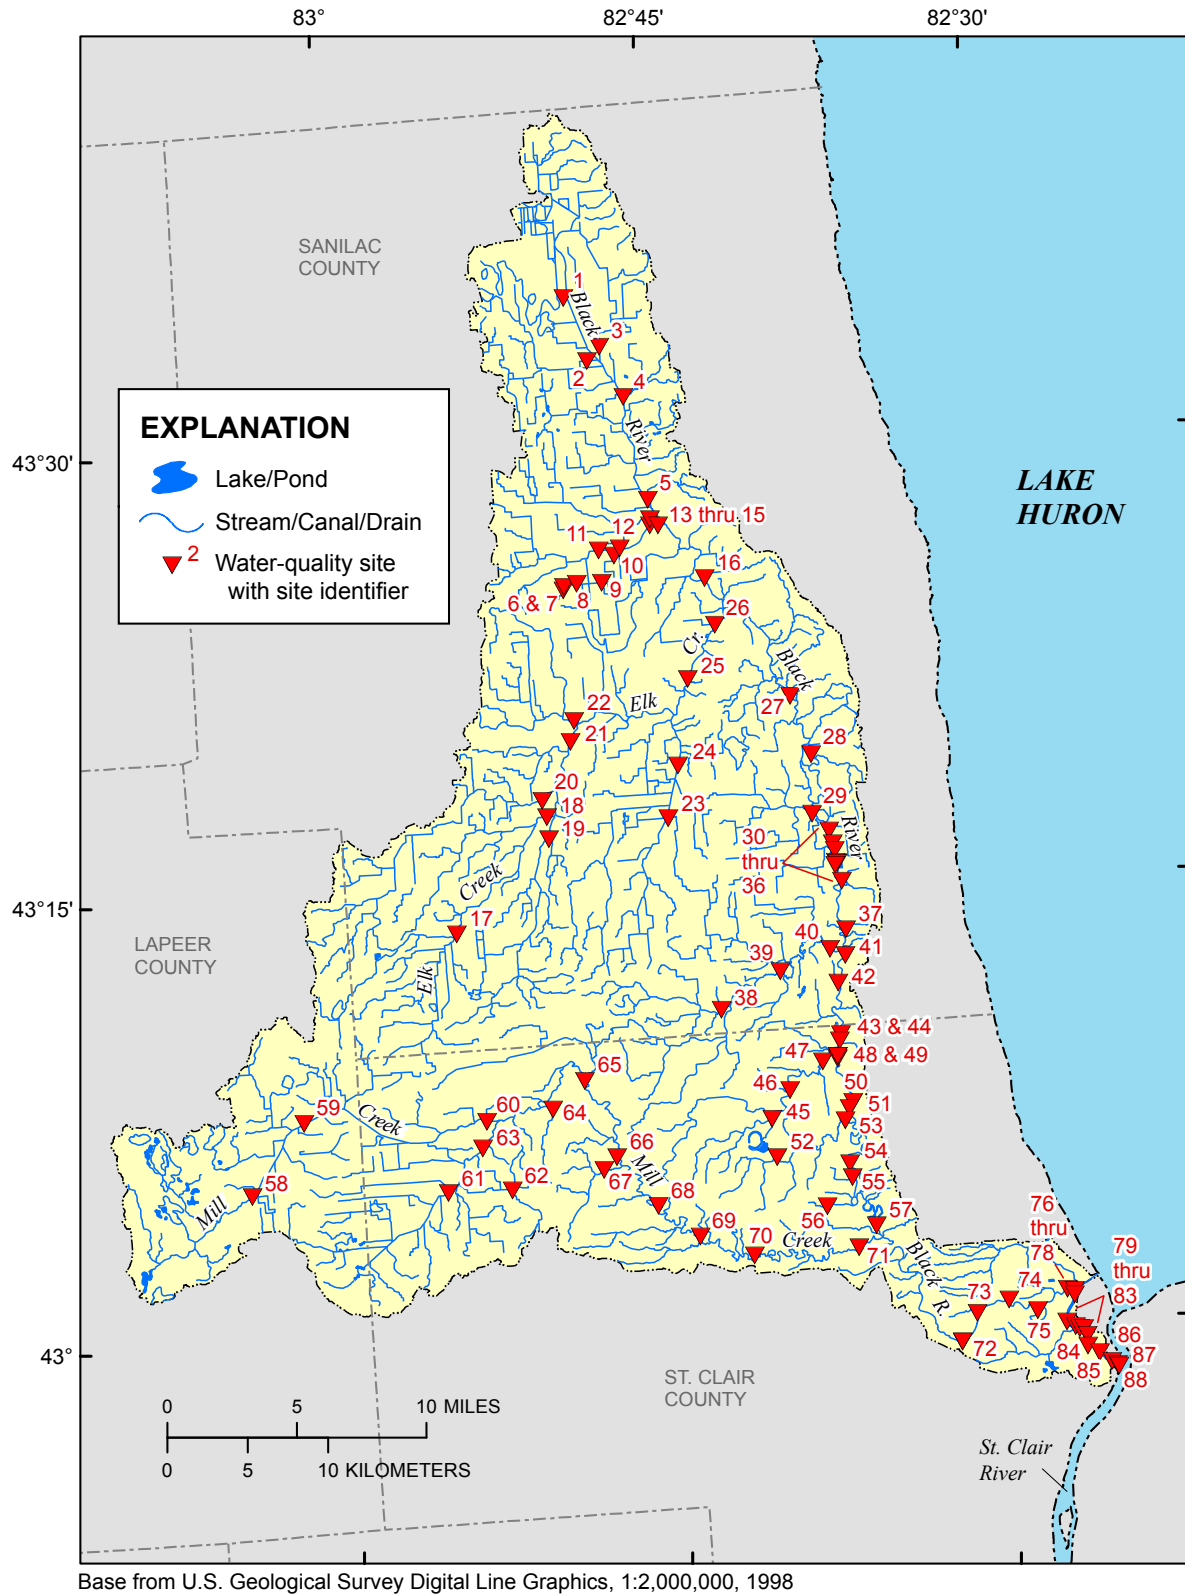 83°
82°45'
82°30'
SANILAC
COUNTY
1
Black
3
2
4
River
EXPLANATION
Lake/Pond
Stream/Canal/Drain
2
Water-quality site
with site identifier
43°30'
LAKE
HURON
5
13 thru 15
12
11
10
16
9
8
6 & 7
26
Cr.
Black
25
Elk
27
22
21
28
24
20
18
29
23
River
19
30
thru
36
Creek
43°15'
17
37
40
41
LAPEER
COUNTY
39
Elk
42
38
43 & 44
47
48 & 49
65
46
50
59
Creek
60
64
45
51
53
63
66
52
54
Mill
58
61
62
67
Mill
55
68
56
57
69
Creek
70
71
Black R.
76
thru
78
79
thru
83
73
74
75
72
84
86
87
85
88
43°
ST. CLAIR
COUNTY
0
5
10 MILES
0
5
10 KILOMETERS
St. Clair
River
Base from U.S. Geological Survey Digital Line Graphics, 1:2,000,000, 1998